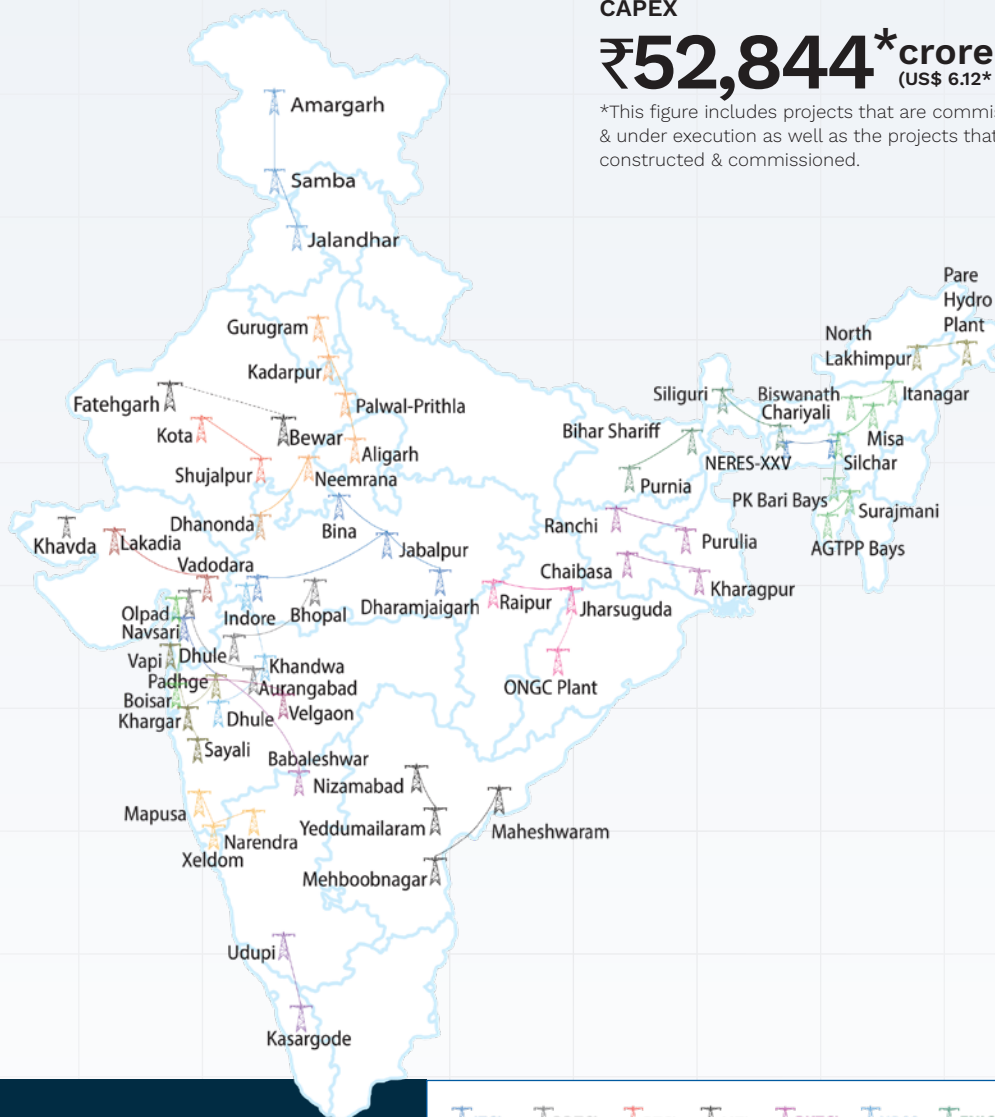 CAPEX
₹52,844*crore
(US$ 6.12*
*This figure includes projects that are
& under execution as well as the projects that
constructed & commissioned.
Amargarh
Samba
Jalandhar
Pare
Hydro
Plant
Gurugram
North
Lakhimpur
Kadarpur
Siliguri
Biswanath
Chariyali
Itanagar
Fatehgarh
Palwal-Prithla
Kota
Bewar
Bihar Shariff
Misa
Aligarh
NERES-XXV
Silchar
Shujalpur
Neemrana
Purnia
PK Bari Bays
Surajmani
Dhanonda
Bina
Ranchi
Khavda
Lakadia
Jabalpur
Purulia
AGTPP Bays
Vadodara
Chaibasa
Kharagpur
Olpad
Indore
Bhopal
Dharamjaigarh
Raipur
Jharsuguda
Navsari
Vapi
Dhule
Khandwa
Padhge
Aurangabad
ONGC Plant
Boisar
Khargar
Dhule
Velgaon
Sayali
Babaleshwar
Nizamabad
Mapusa
Yeddumailaram
Maheshwaram
Narendra
Xeldom
Mehboobnagar
Udupi
Kasargode